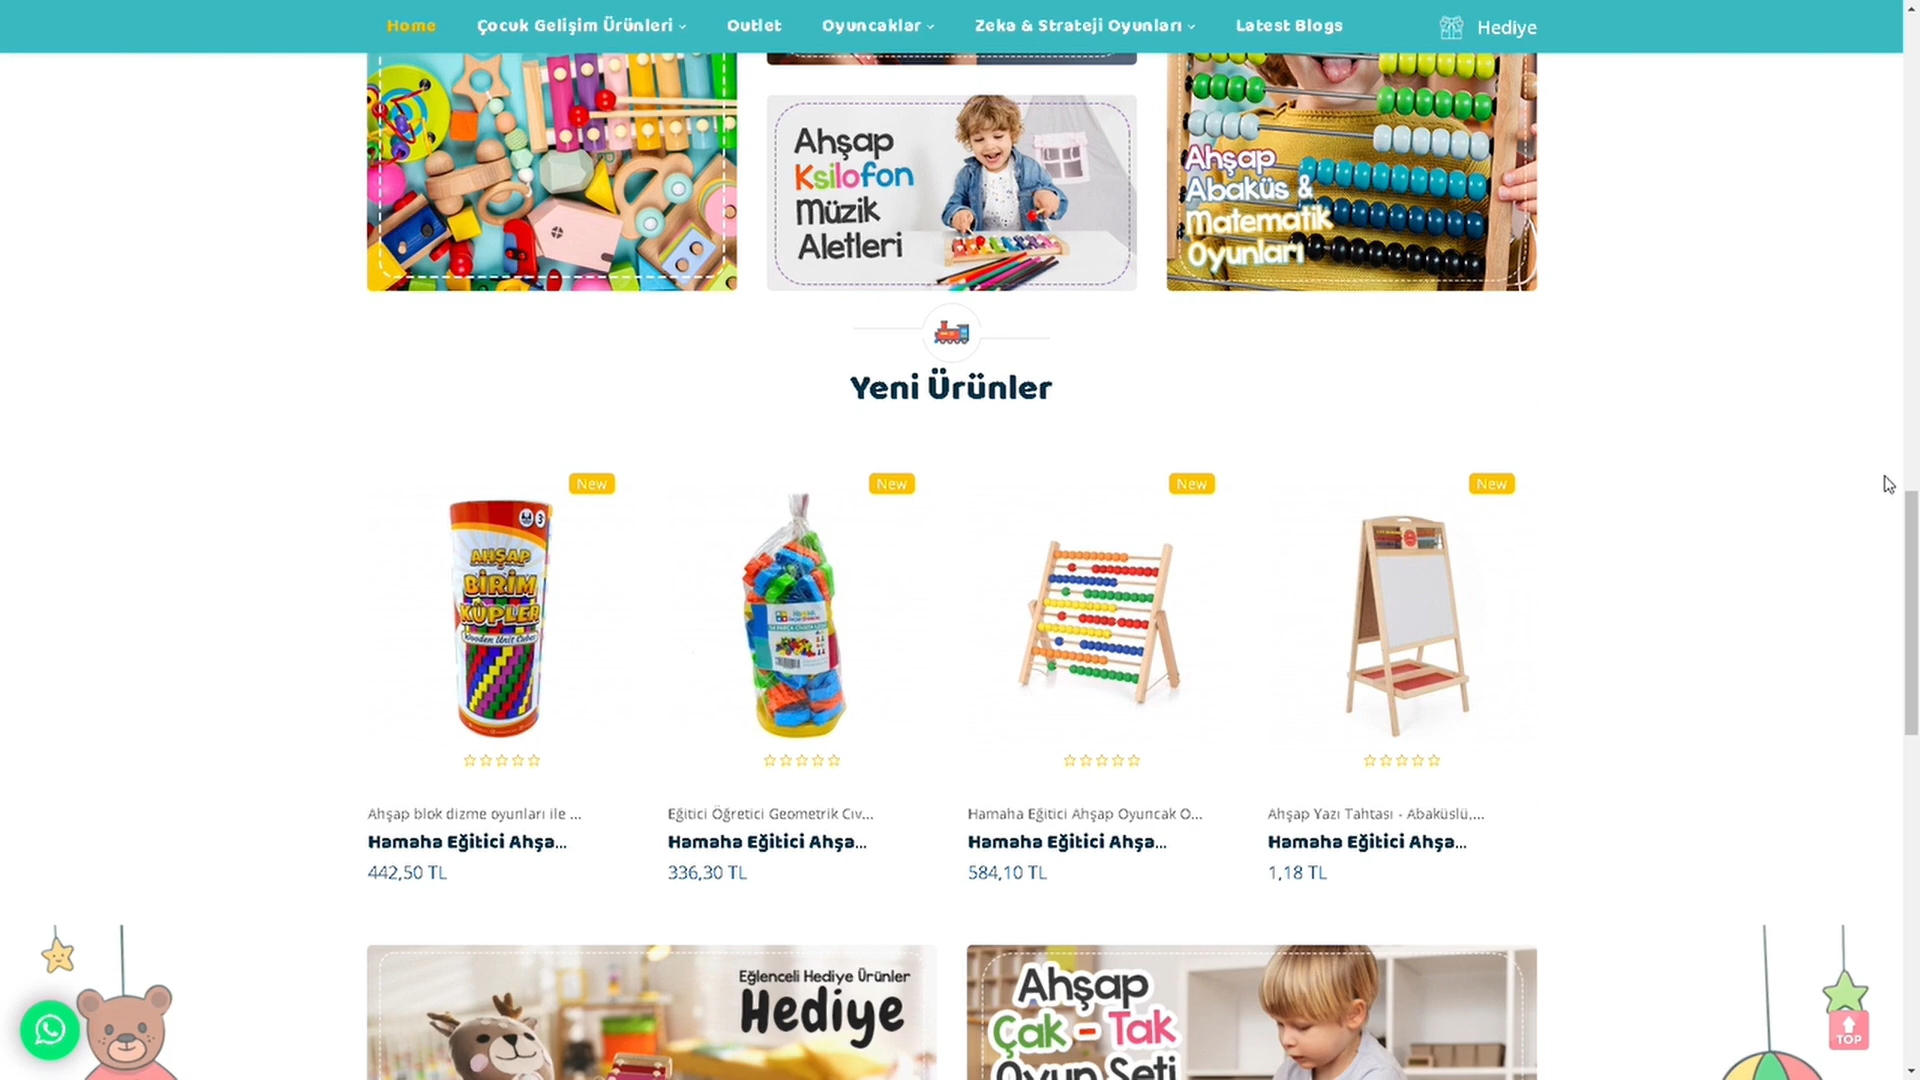 Home
Çocuk Gelişim Ürünleri
Outlet
Oyuncaklar
Zeka & Strateji Oyunları
Latest Blogs
Hediye
Ahşap
Ksilofon
Müzik
Aletleri
Ahşap
Abaküs &
Matematik
Oyunları
Yeni Ürünler
New
New
New
New
AHŞAP
BİRİM
KÜPLER
Wooden Unit Cubes
Ahşap blok dizme oyunları ile ...
Hamaha Eğitici Ahşa...
442,50 TL
Eğitici Öğretici Geometrik Cıv...
Hamaha Eğitici Ahşa...
336,30 TL
Hamaha Eğitici Ahşap Oyuncak O...
Hamaha Eğitici Ahşa...
584,10 TL
Ahşap Yazı Tahtası - Abaküslü,...
Hamaha Eğitici Ahşa...
1,18 TL
Eğlenceli Hediye Ürünler
Hediye
Ahşap
Çak - Tak
Oyun Seti
TOP